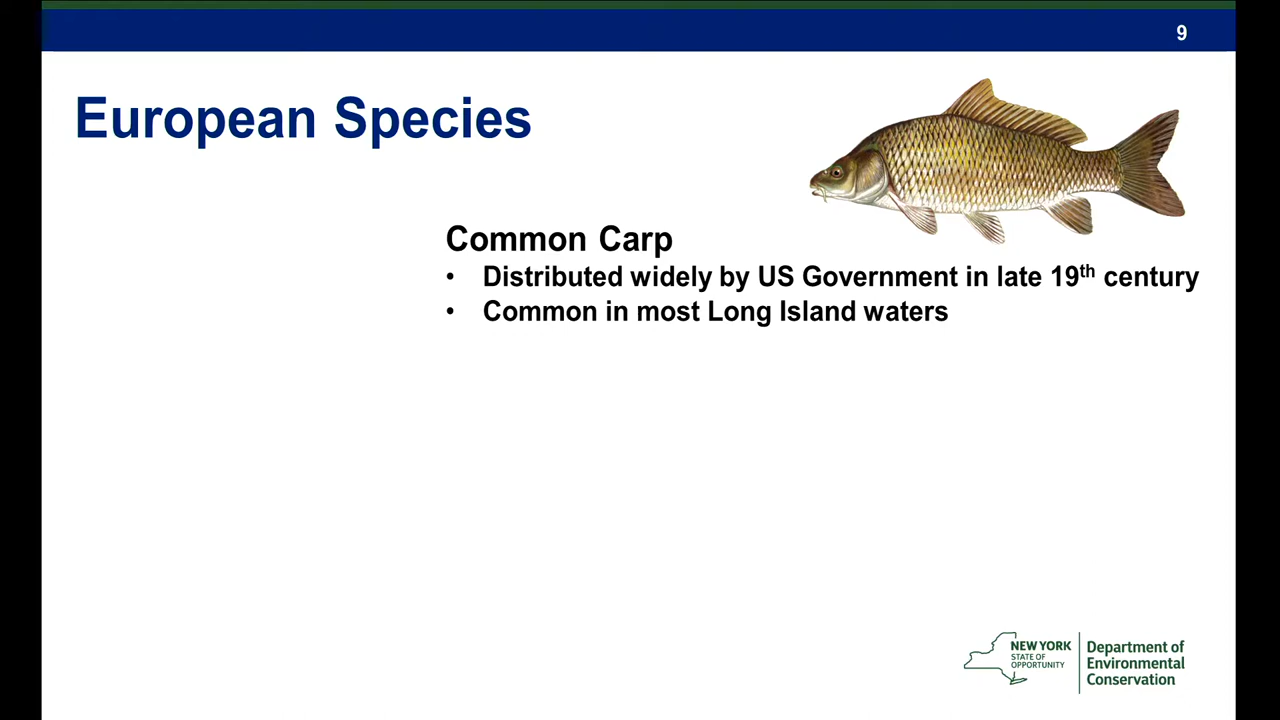 9
European Species
Common Carp
• Distributed widely by US Government in late 19th century
• Common in most Long Island waters
NEW YORK
STATE OF
OPPORTUNITY
Department of
Environmental
Conservation